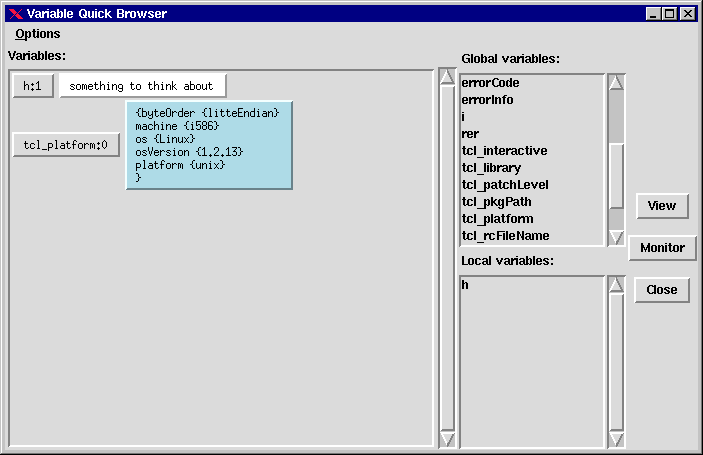 Variable Quick Browser
Options
Variables:
h:1
something to think about
tcl_platform:0
{byteOrder {litteEndian}
machine {i586}
os {Linux}
osVersion {1.2.13}
platform {unix}
}
Global variables:
errorCode
errorInfo
i
rer
tcl_interactive
tcl_library
tcl_patchLevel
tcl_pkgPath
tcl_platform
tcl_rcFileName
Local variables:
h
View
Monitor
Close